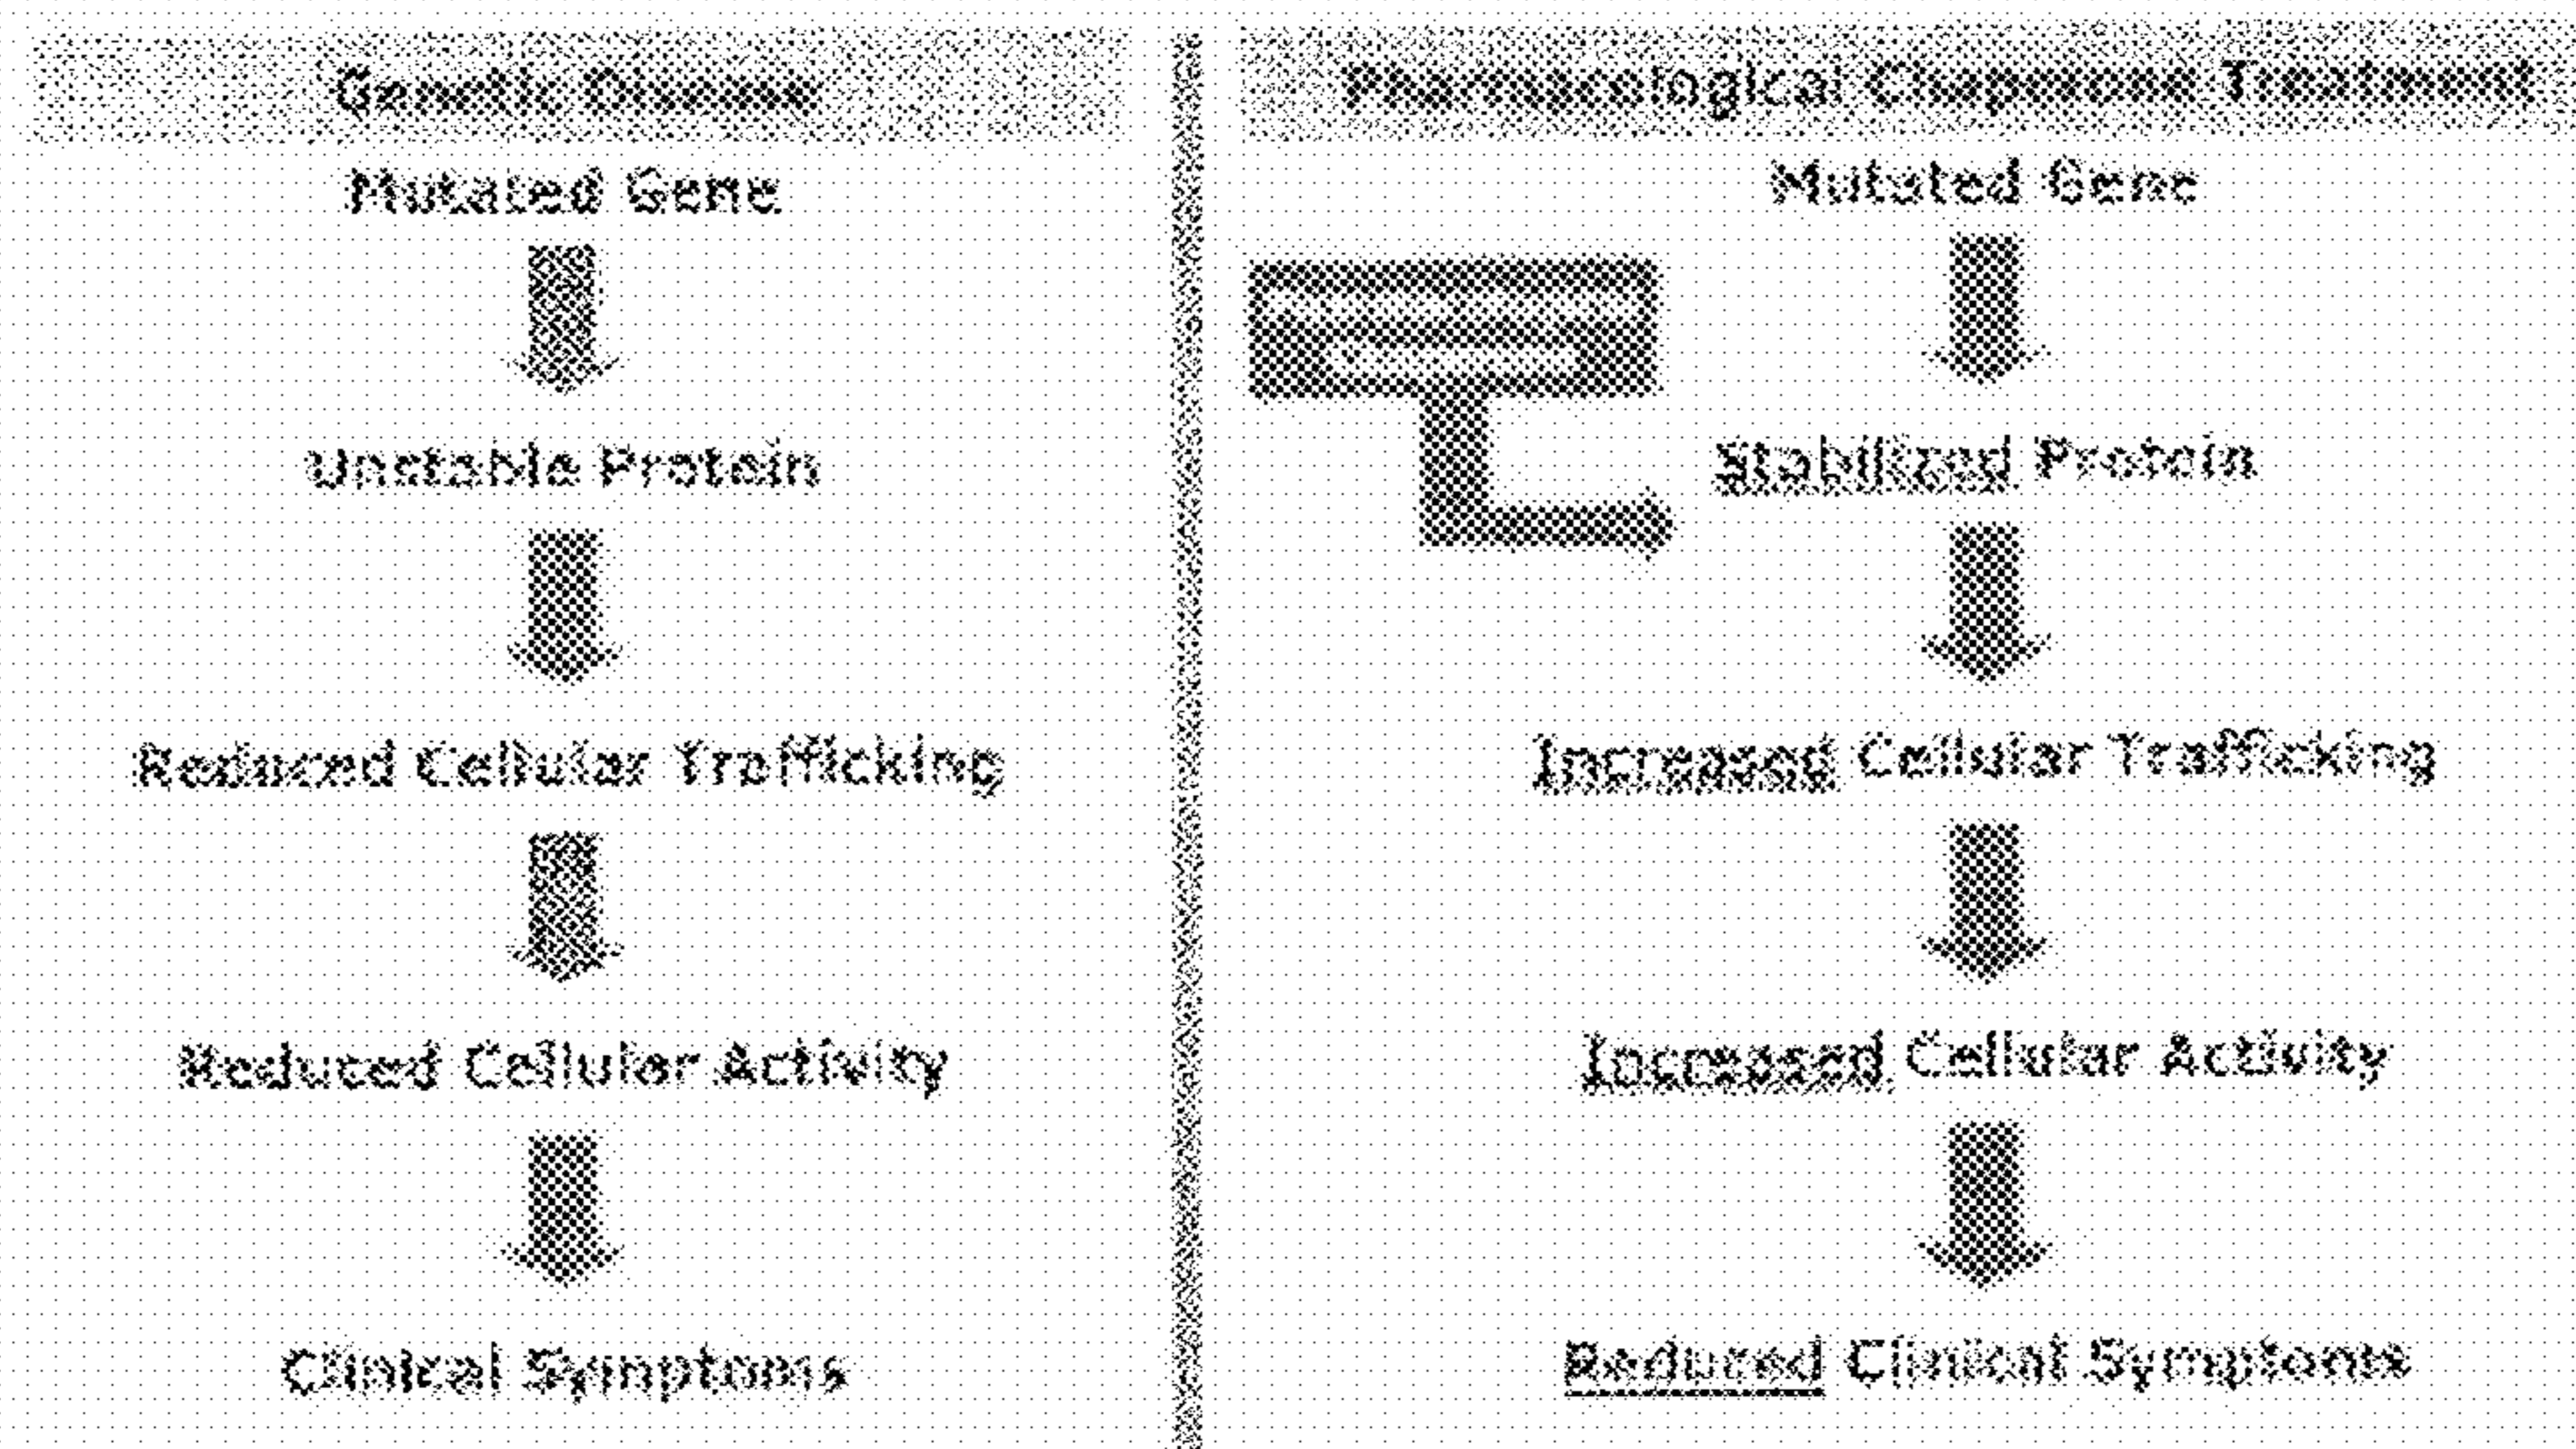 Genetic Disease
Mutated Gene
Unstable Protein
Reduced Cellular Trafficking
Reduced Cellular Activity
Clinical Symptoms
Pharmacological Chaperone Treatment
Mutated Gene
Stabilized Protein
Increased Cellular Trafficking
Increased Cellular Activity
Reduced Clinical Symptoms